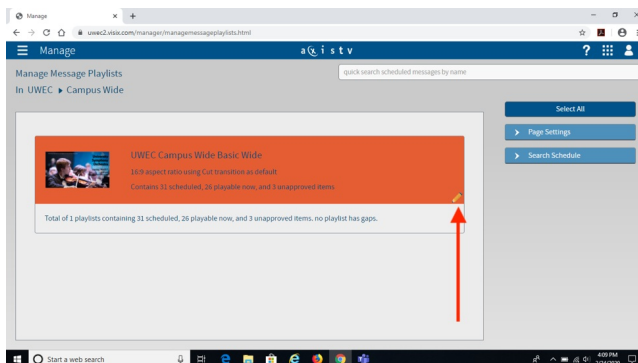 Manage
uwec2.visix.com/manager/managemessageplaylists.html
Manage
axistv
?
Manage Message Playlists
quick search scheduled messages by name
In UWEC ▸ Campus Wide
Select All
Page Settings
Search Schedule
UWEC Campus Wide Basic Wide
16:9 aspect ratio using Cut transition as default
Contains 31 scheduled, 26 playable now, and 3 unapproved items
Total of 1 playlists containing 31 scheduled, 26 playable now, and 3 unapproved items. no playlist has gaps.
Start a web search
4:09 PM